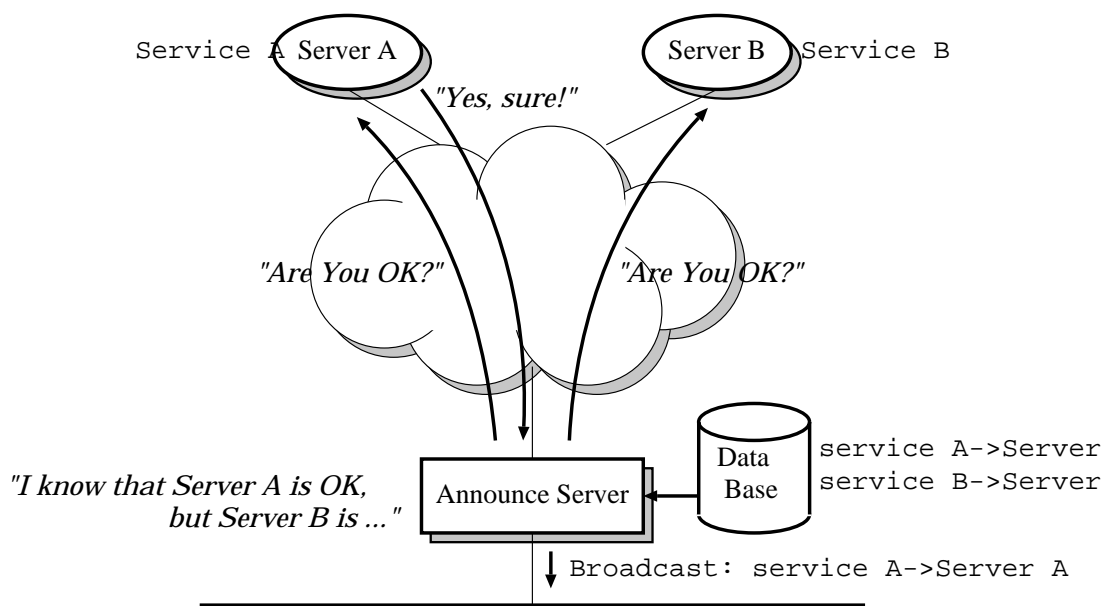 Service A
Server A
Server B
Service B
"Yes, sure!"
"Are You OK?"
"Are You OK?"
"I know that Server A is OK,
but Server B is ..."
Announce Server
Data
Base
service A->Server
service B->Server
Broadcast: service A->Server A